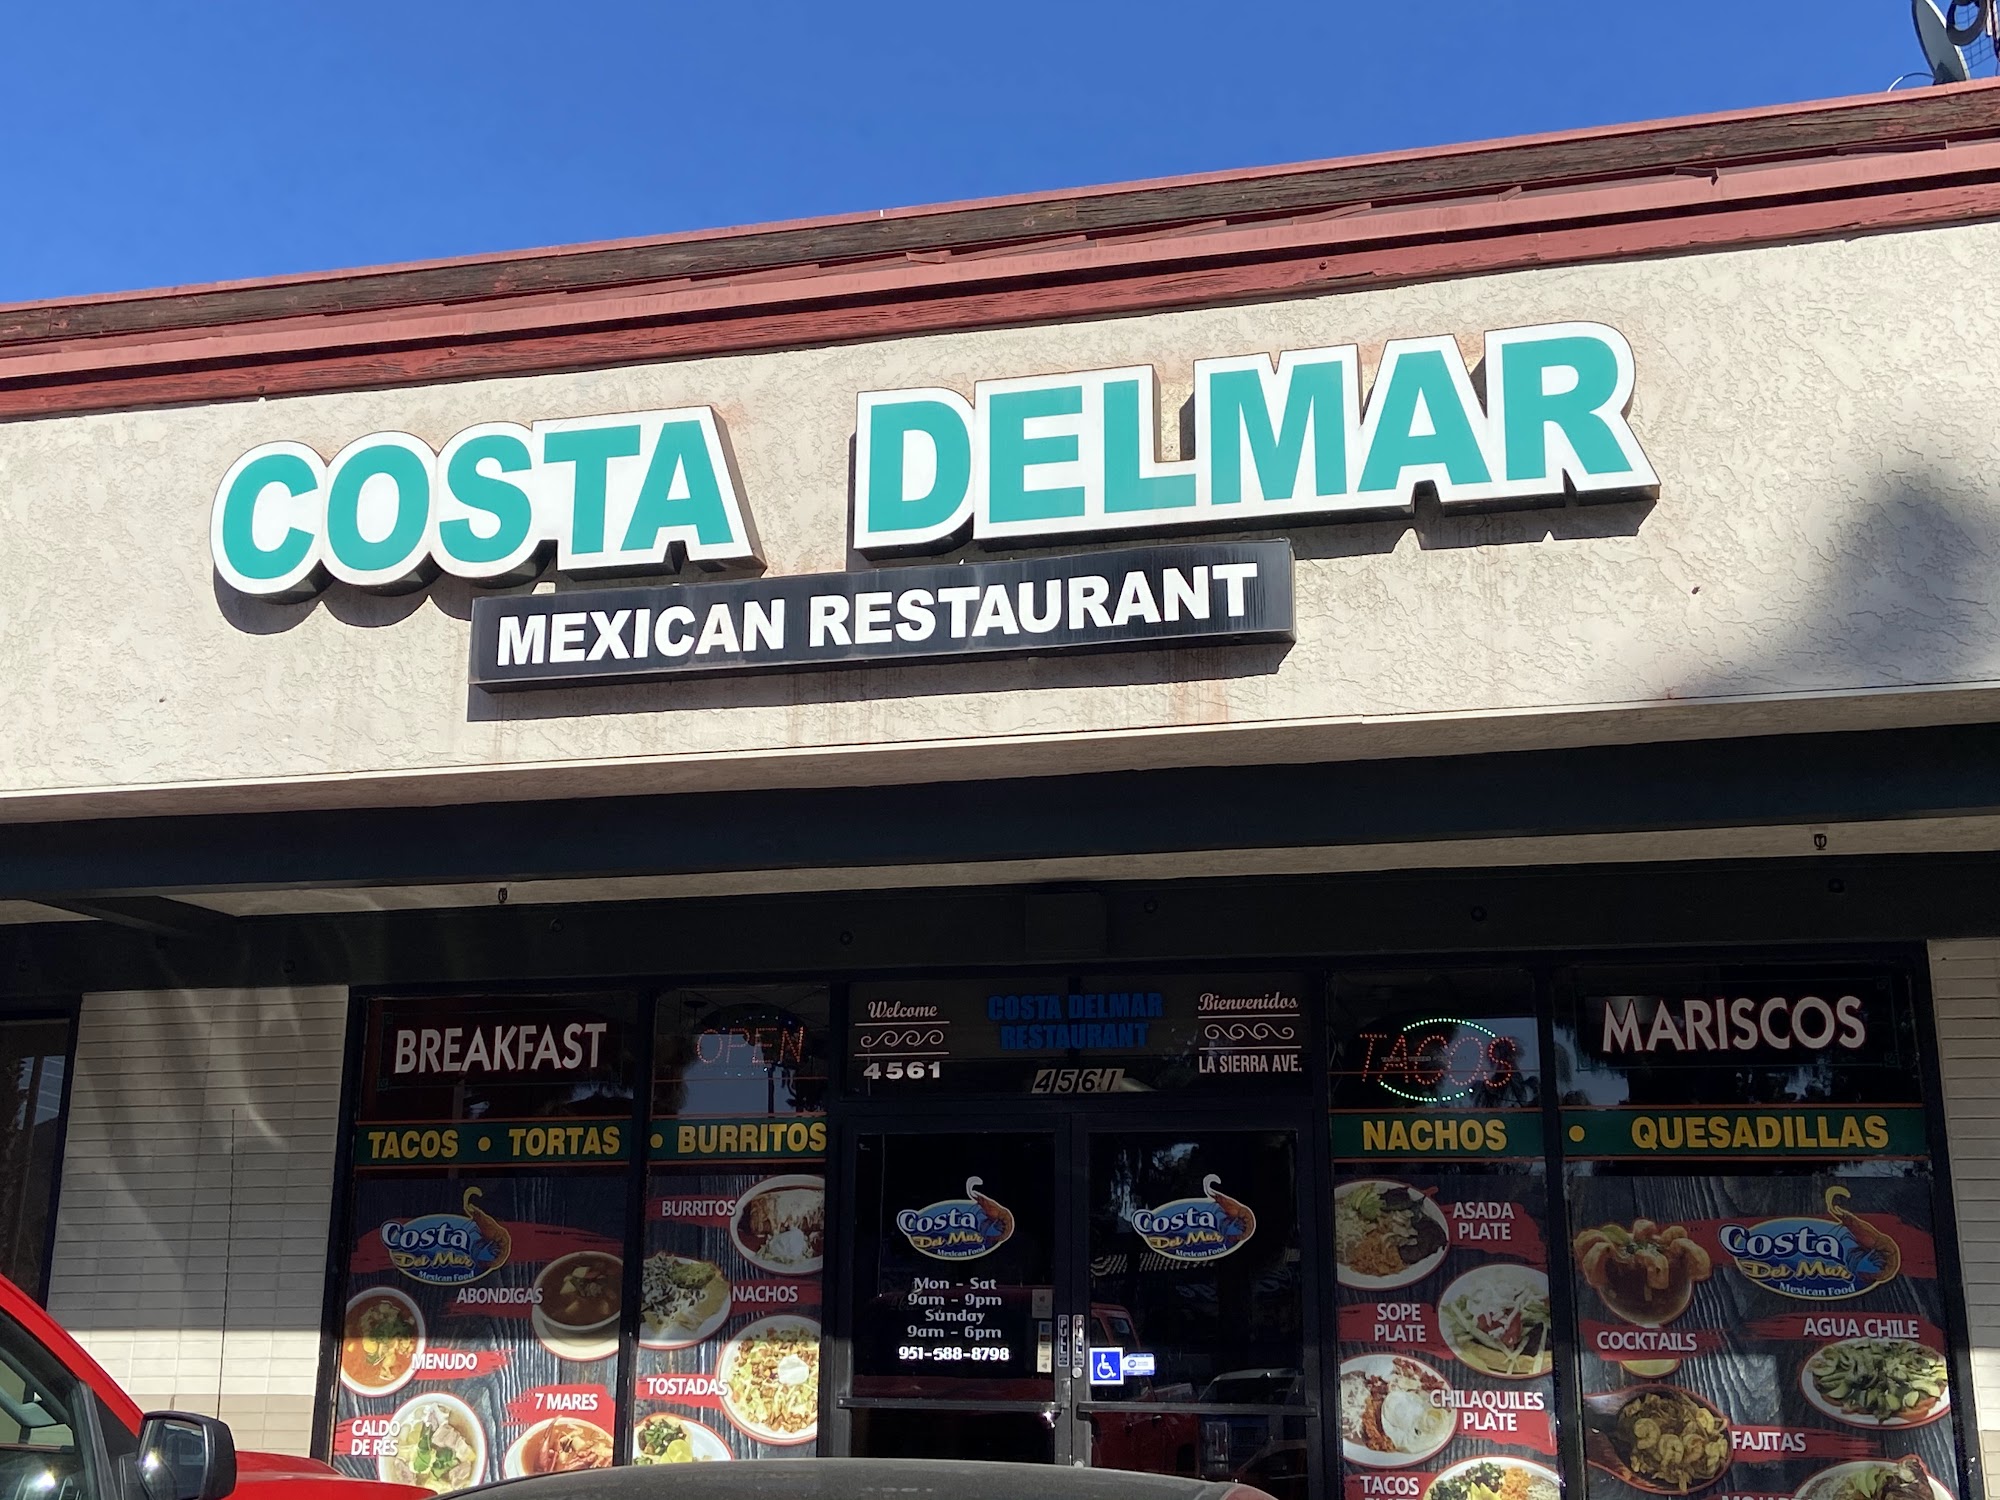 COSTA DELMAR
MEXICAN RESTAURANT
BREAKFAST
OPEN
Welcome
4561
COSTA DELMAR
RESTAURANT
4561
Bienvenidos
LA SIERRA AVE.
TACOS
MARISCOS
TACOS • TORTAS • BURRITOS
NACHOS • QUESADILLAS
Costa
Del Mar
Mexican Food
ABONDIGAS
MENUDO
7 MARES
CALDO
DE RES
BURRITOS
NACHOS
TOSTADAS
Costa
Del Mar
Mexican Food
Mon - Sat
9am - 9pm
Sunday
9am - 6pm
951-588-8798
PULL
PULL
Costa
Del Mar
Mexican Food
ASADA
PLATE
SOPE
PLATE
CHILAQUILES
PLATE
TACOS
Costa
Del Mar
Mexican Food
COCKTAILS
AGUA CHILE
FAJITAS